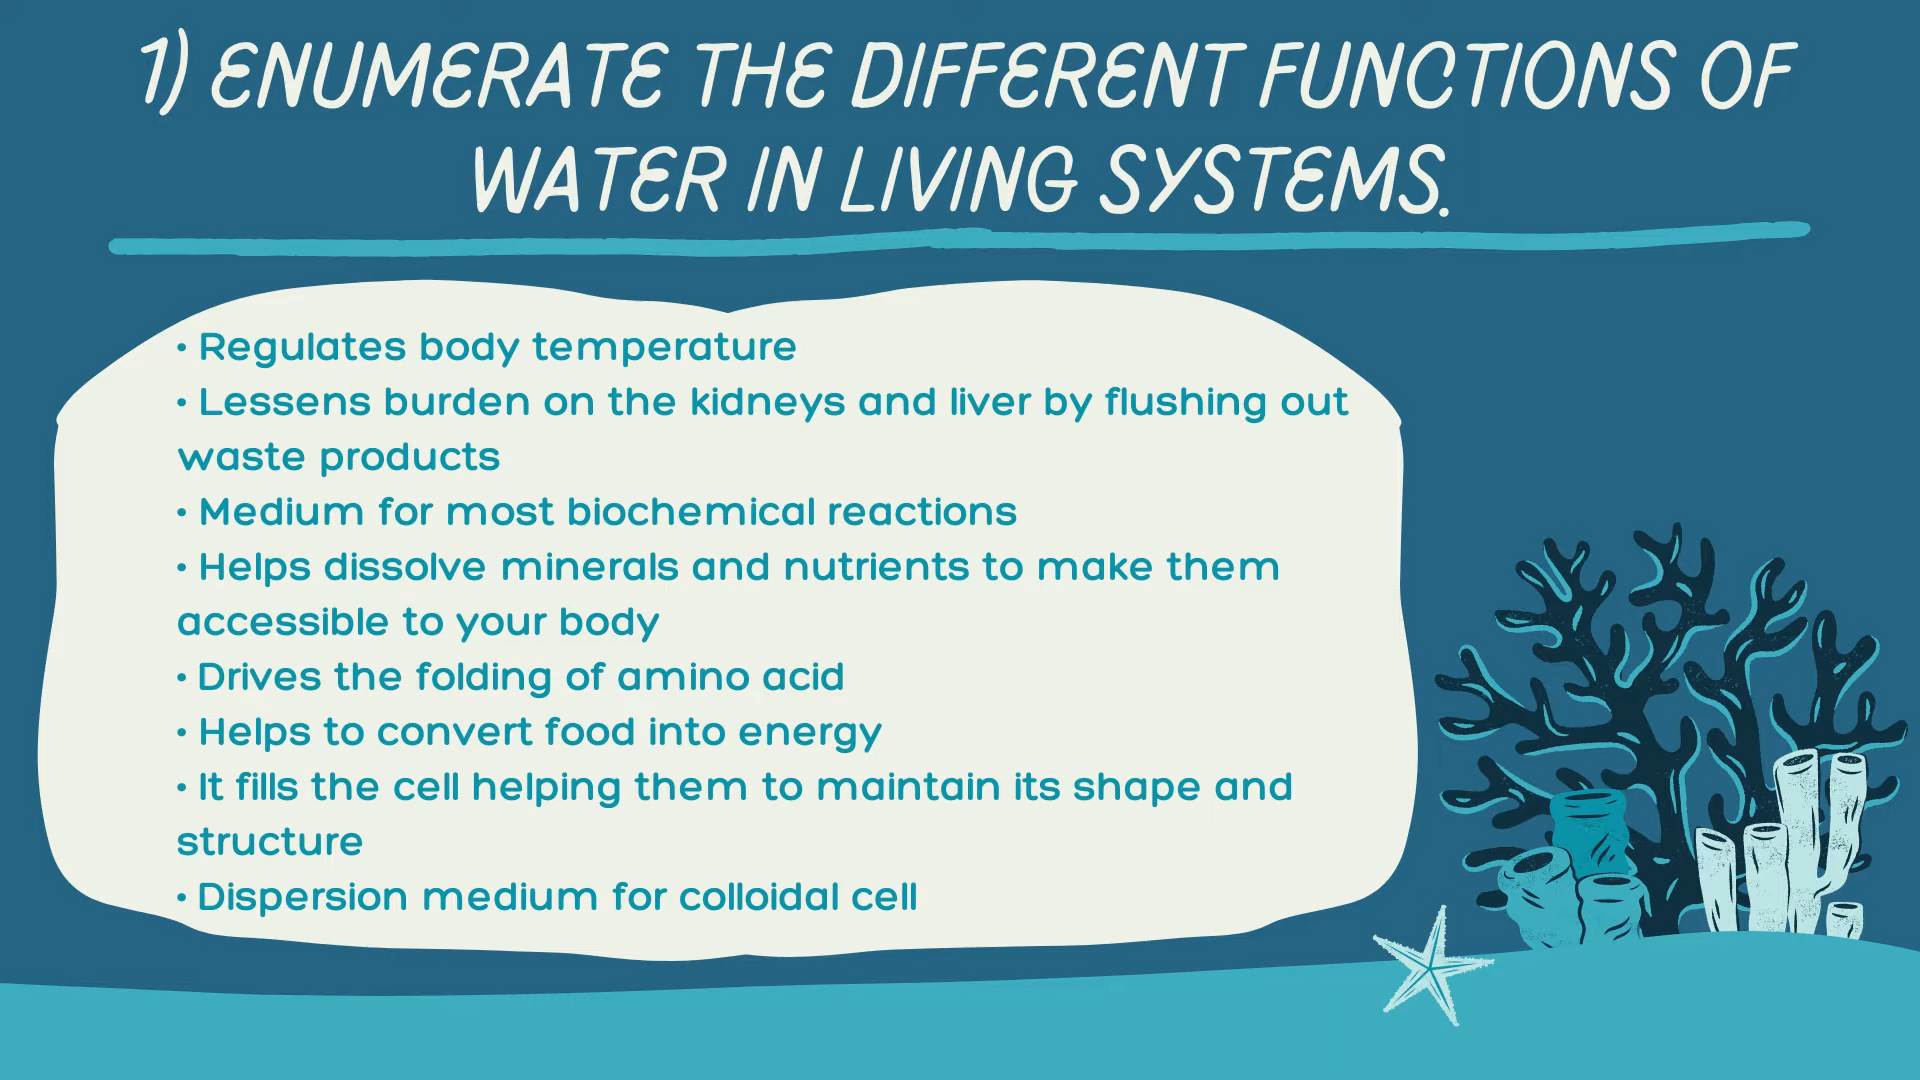 1) ENUMERATE THE DIFFERENT FUNCTIONS OF
WATER IN LIVING SYSTEMS.
• Regulates body temperature
• Lessens burden on the kidneys and liver by flushing out
waste products
• Medium for most biochemical reactions
• Helps dissolve minerals and nutrients to make them
accessible to your body
• Drives the folding of amino acid
• Helps to convert food into energy
• It fills the cell helping them to maintain its shape and
structure
• Dispersion medium for colloidal cell